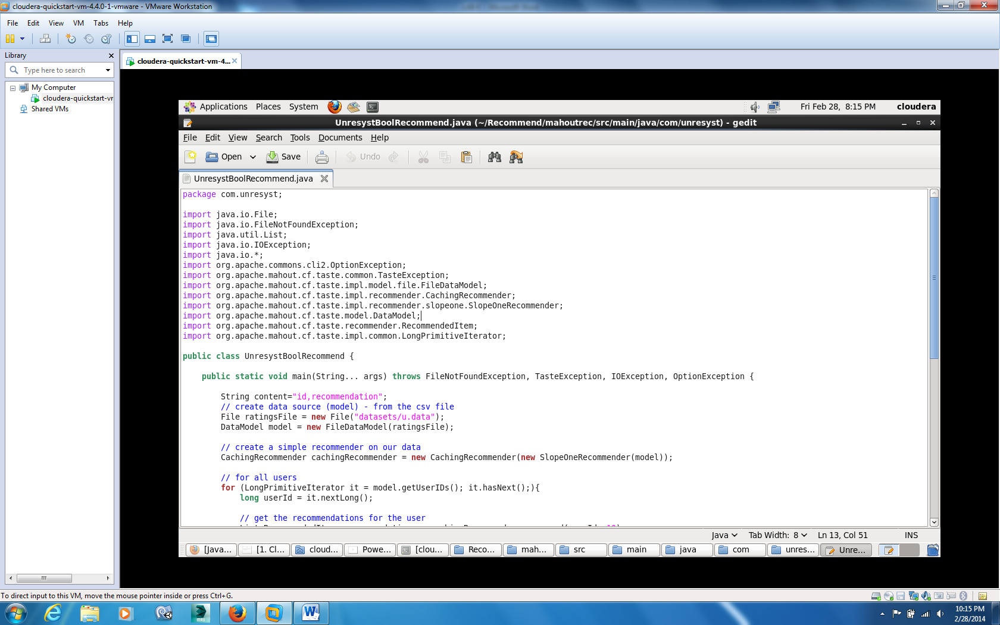 cloudera-quickstart-vm-4.4.0-1-vmware - VMware Workstation
File Edit View VM Tabs Help
Library
Type here to search
My Computer
cloudera-quickstart-vr
Shared VMs
cloudera-quickstart-vm-4...
Applications Places System
Fri Feb 28, 8:15 PM cloudera
UnresystBoolRecommend.java (~/Recommend/mahoutrec/src/main/java/com/unresyst) - gedit
File Edit View Search Tools Documents Help
Open Save Undo
UnresystBoolRecommend.java
package com.unresyst;
import java.io.File;
import java.io.FileNotFoundException;
import java.util.List;
import java.io.IOException;
import java.io.*;
import org.apache.commons.cli2.OptionException;
import org.apache.mahout.cf.taste.common.TasteException;
import org.apache.mahout.cf.taste.impl.model.file.FileDataModel;
import org.apache.mahout.cf.taste.impl.recommender.CachingRecommender;
import org.apache.mahout.cf.taste.impl.recommender.slopeone.SlopeOneRecommender;
import org.apache.mahout.cf.taste.model.DataModel;
import org.apache.mahout.cf.taste.recommender.RecommendedItem;
import org.apache.mahout.cf.taste.impl.common.LongPrimitiveIterator;
public class UnresystBoolRecommend {
public static void main(String... args) throws FileNotFoundException, TasteException, IOException, OptionException {
String content="id,recommendation";
// create data source (model) - from the csv file
File ratingsFile = new File("datasets/u.data");
DataModel model = new FileDataModel(ratingsFile);
// create a simple recommender on our data
CachingRecommender cachingRecommender = new CachingRecommender(new SlopeOneRecommender(model));
// for all users
for (LongPrimitiveIterator it = model.getUserIDs(); it.hasNext();){
long userId = it.nextLong();
// get the recommendations for the user
Java Tab Width: 8 Ln 13, Col 51 INS
[Java... [1. Cl... cloud... Powe... [clou... Reco... mah... src main java com unres... Unre...
To direct input to this VM, move the mouse pointer inside or press Ctrl+G.
10:15 PM
2/28/2014